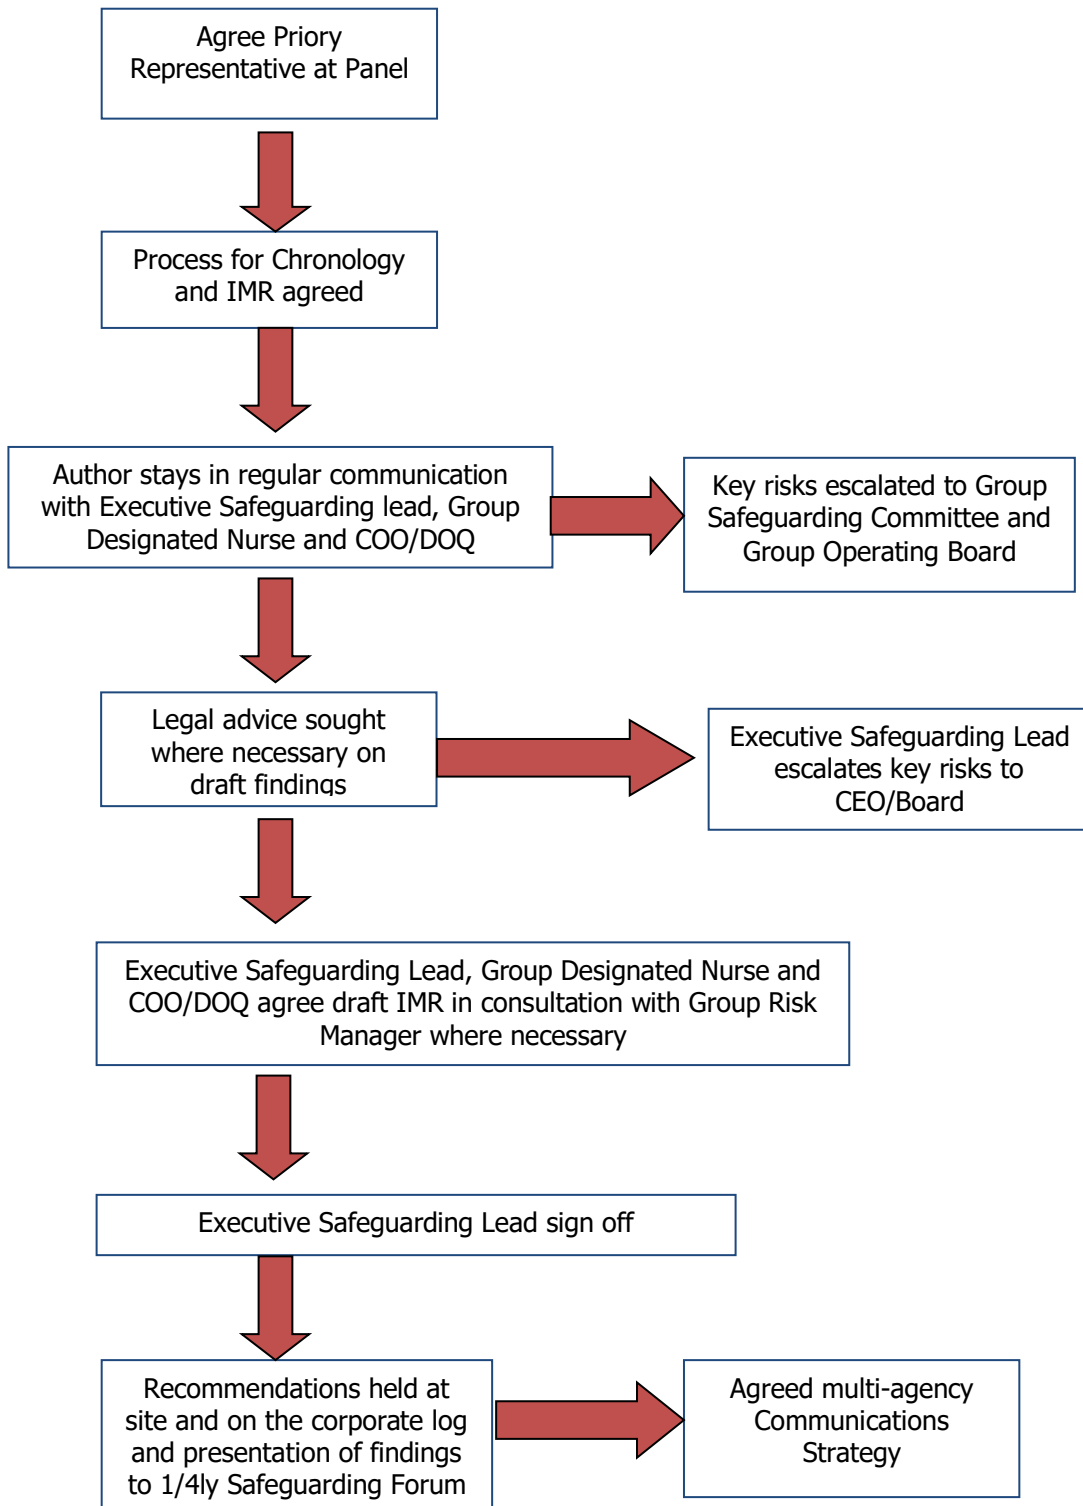 Agree Priory
Representative at Panel
Process for Chronology
and IMR agreed
Author stays in regular communication
with Executive Safeguarding lead, Group
Designated Nurse and COO/DOQ
Key risks escalated to Group
Safeguarding Committee and
Group Operating Board
Legal advice sought
where necessary on
draft findings
Executive Safeguarding Lead
escalates key risks to
CEO/Board
Executive Safeguarding Lead, Group Designated Nurse and
COO/DOQ agree draft IMR in consultation with Group Risk
Manager where necessary
Executive Safeguarding Lead sign off
Recommendations held at
site and on the corporate log
and presentation of findings
to 1/4ly Safeguarding Forum
Agreed multi-agency
Communications
Strategy